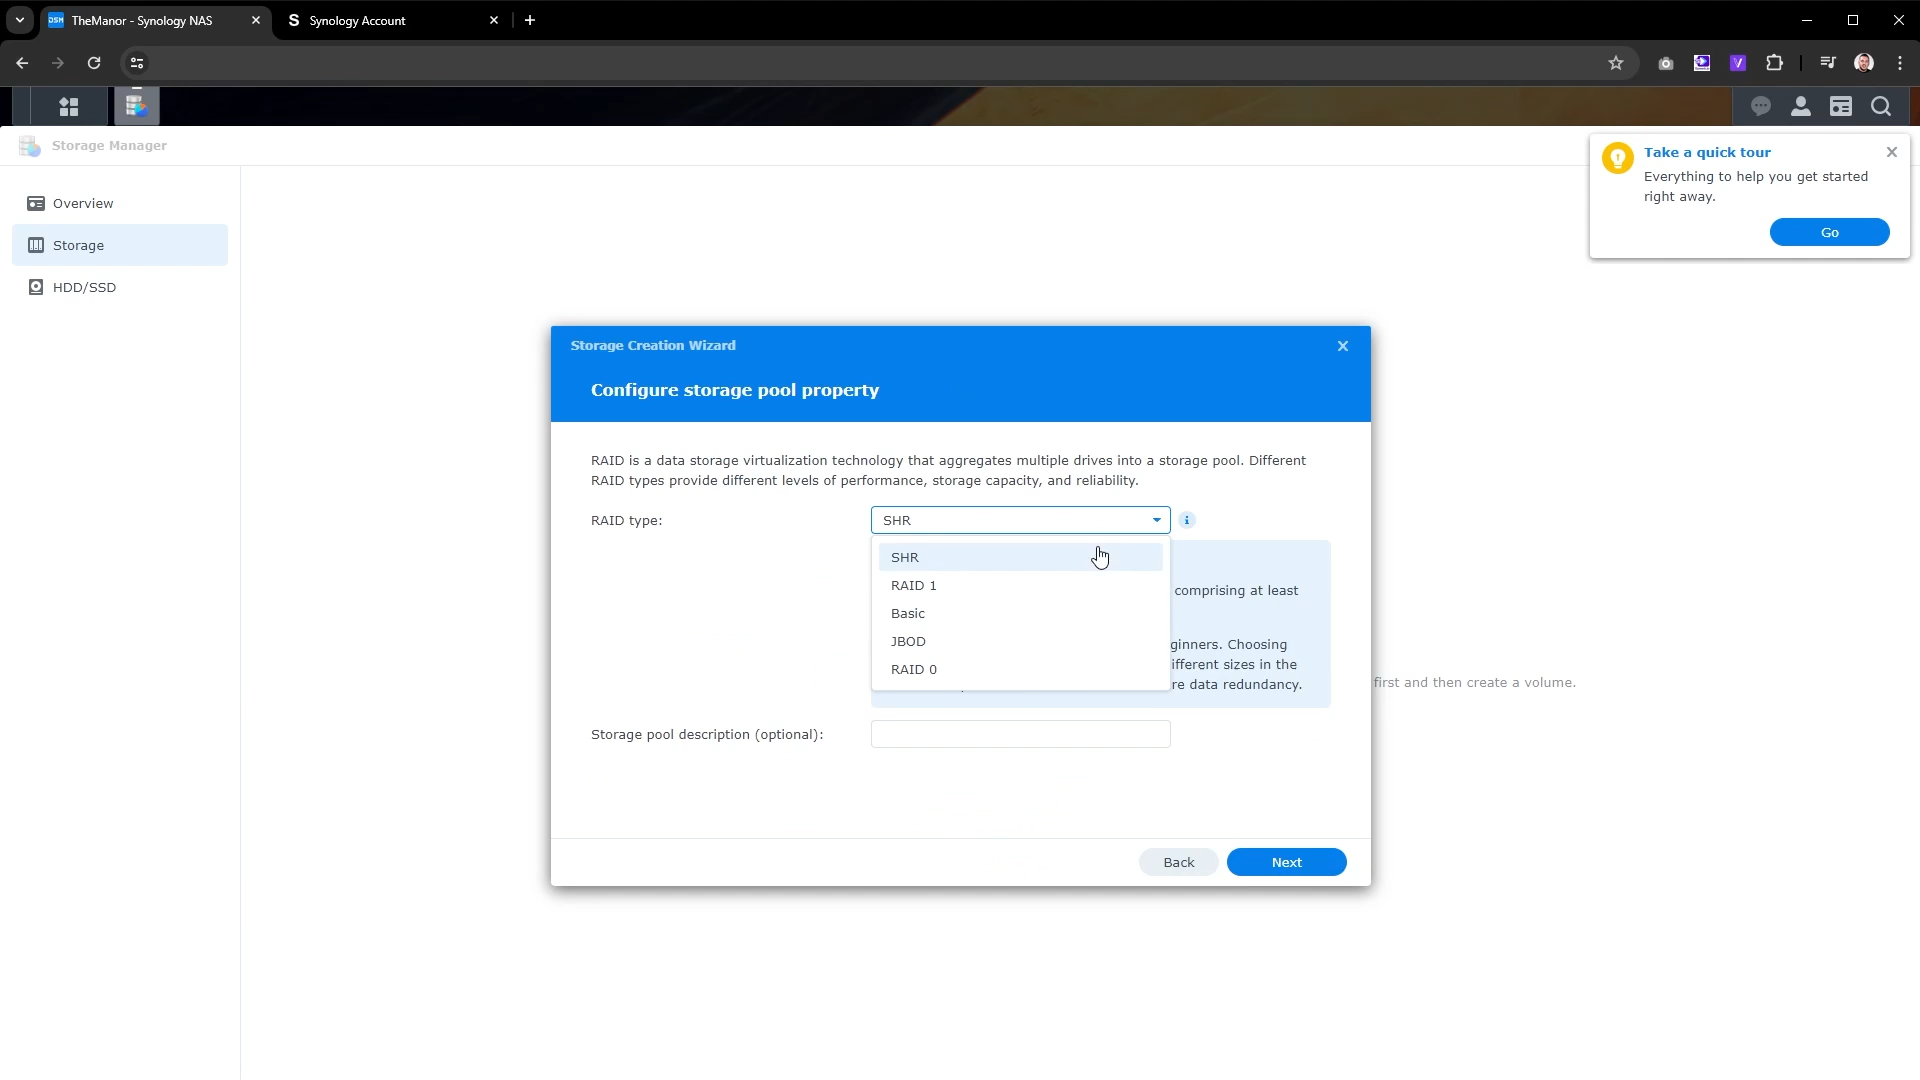 TheManor - Synology NAS
S Synology Account
Storage Manager
Take a quick tour
Everything to help you get started
right away.
Go
Overview
Storage
HDD/SSD
Storage Creation Wizard
Configure storage pool property
RAID is a data storage virtualization technology that aggregates multiple drives into a storage pool. Different
RAID types provide different levels of performance, storage capacity, and reliability.
RAID type:
SHR
SHR
RAID 1
Basic
JBOD
RAID 0
comprising at least
ginners. Choosing
ifferent sizes in the
re data redundancy.
first and then create a volume.
Storage pool description (optional):
Back
Next